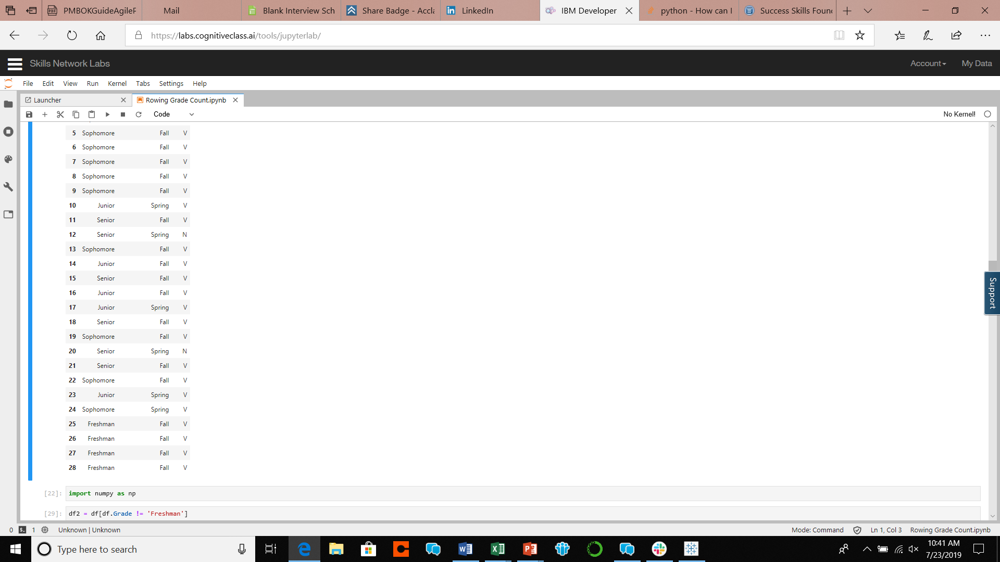 PMBOKGuideAgileF Mail Blank Interview Sch Share Badge - Accla LinkedIn IBM Developer python - How can I Success Skills Foun
https://labs.cognitiveclass.ai/tools/jupyterlab/
Skills Network Labs Account My Data
File Edit View Run Kernel Tabs Settings Help
Launcher Rowing Grade Count.ipynb
Code No Kernel!
5 Sophomore Fall V
6 Sophomore Fall V
7 Sophomore Fall V
8 Sophomore Fall V
9 Sophomore Fall V
10 Junior Spring V
11 Senior Fall V
12 Senior Spring N
13 Sophomore Fall V
14 Junior Fall V
15 Senior Fall V
16 Junior Fall V
17 Junior Spring V
18 Senior Fall V
19 Sophomore Fall V
20 Senior Spring N
21 Senior Fall V
22 Sophomore Fall V
23 Junior Spring V
24 Sophomore Spring V
25 Freshman Fall V
26 Freshman Fall V
27 Freshman Fall V
28 Freshman Fall V
Support
[22]: import numpy as np
[29]: df2 = df[df.Grade != 'Freshman']
0 1 Unknown | Unknown Mode: Command Ln 1, Col 3 Rowing Grade Count.ipynb
Type here to search
10:41 AM
7/23/2019